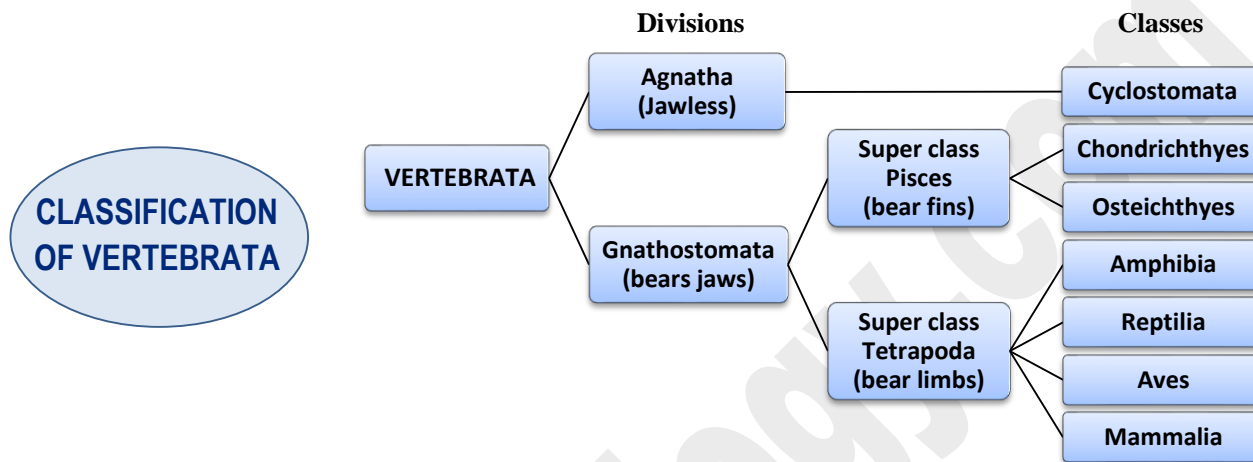 Divisions
Classes
CLASSIFICATION
OF VERTEBRATA
VERTEBRATA
Agnatha
(Jawless)
Gnathostomata
(bears jaws)
Super class
Pisces
(bear fins)
Super class
Tetrapoda
(bear limbs)
Cyclostomata
Chondrichthyes
Osteichthyes
Amphibia
Reptilia
Aves
Mammalia